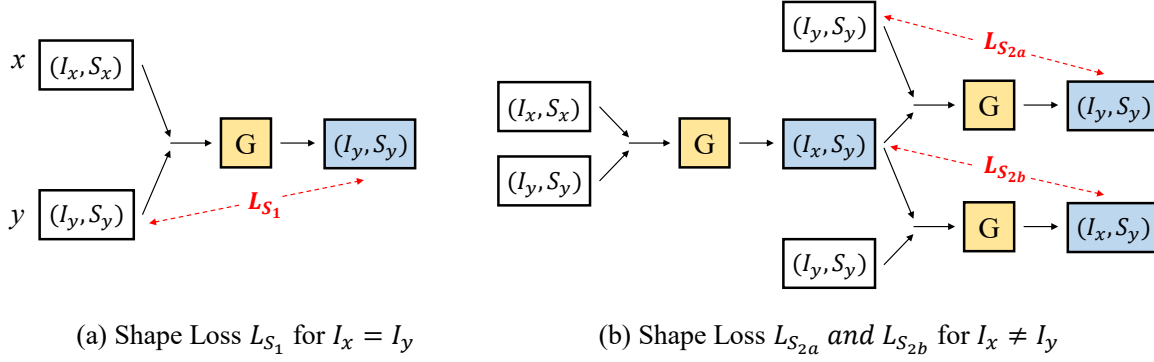 x
(I_x, S_x)
G
(I_y, S_y)
y
(I_y, S_y)
L_{S_1}
(a) Shape Loss L_{S_1} for I_x = I_y
(I_y, S_y)
L_{S_{2a}}
G
(I_y, S_y)
(I_x, S_x)
(I_y, S_y)
G
(I_x, S_y)
L_{S_{2b}}
G
(I_x, S_y)
(I_y, S_y)
(b) Shape Loss L_{S_{2a}} and L_{S_{2b}} for I_x ≠ I_y